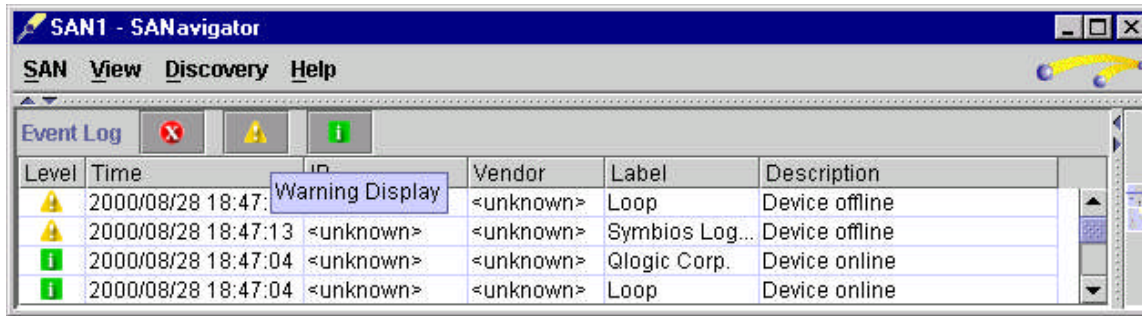 SAN1 - SANavigator
SAN View Discovery Help
Event Log
Level Time Vendor Label Description
Warning Display
2000/08/28 18:47: <unknown> Loop Device offline
2000/08/28 18:47:13 <unknown> <unknown> Symbios Log... Device offline
2000/08/28 18:47:04 <unknown> <unknown> Qlogic Corp. Device online
2000/08/28 18:47:04 <unknown> <unknown> Loop Device online